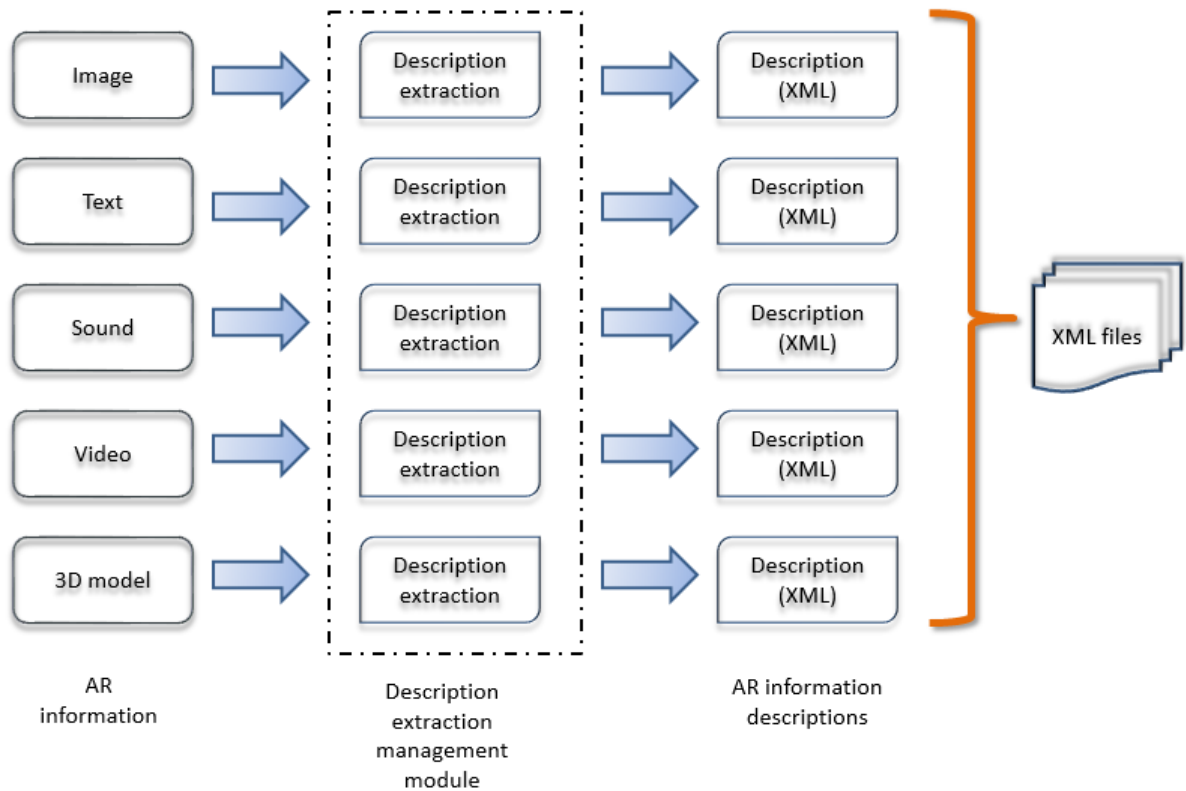 Image
Description
extraction
Description
(XML)
Text
Description
extraction
Description
(XML)
Sound
Description
extraction
Description
(XML)
XML files
Video
Description
extraction
Description
(XML)
3D model
Description
extraction
Description
(XML)
AR
information
Description
extraction
management
module
AR information
descriptions